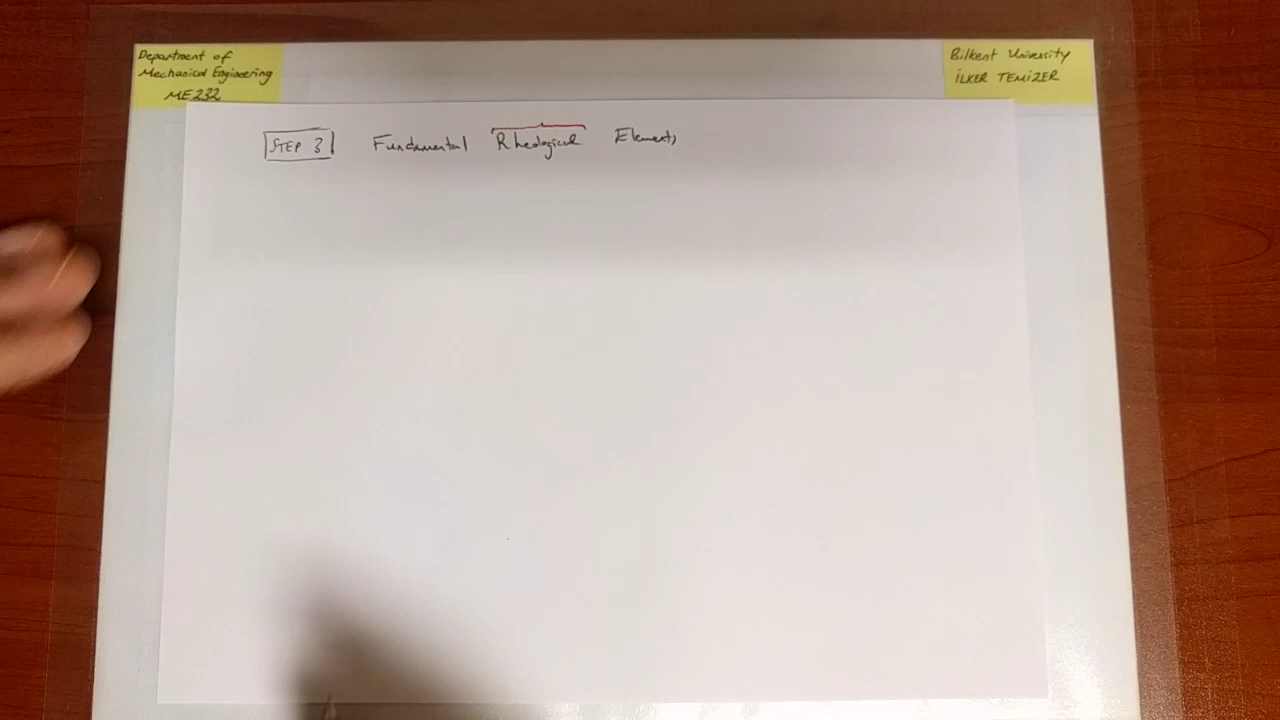 Department of
Mechanical Engineering
ME232
Bilkent University
İLKER TEMİZER
STEP 3 Fundamental Rheological Elements